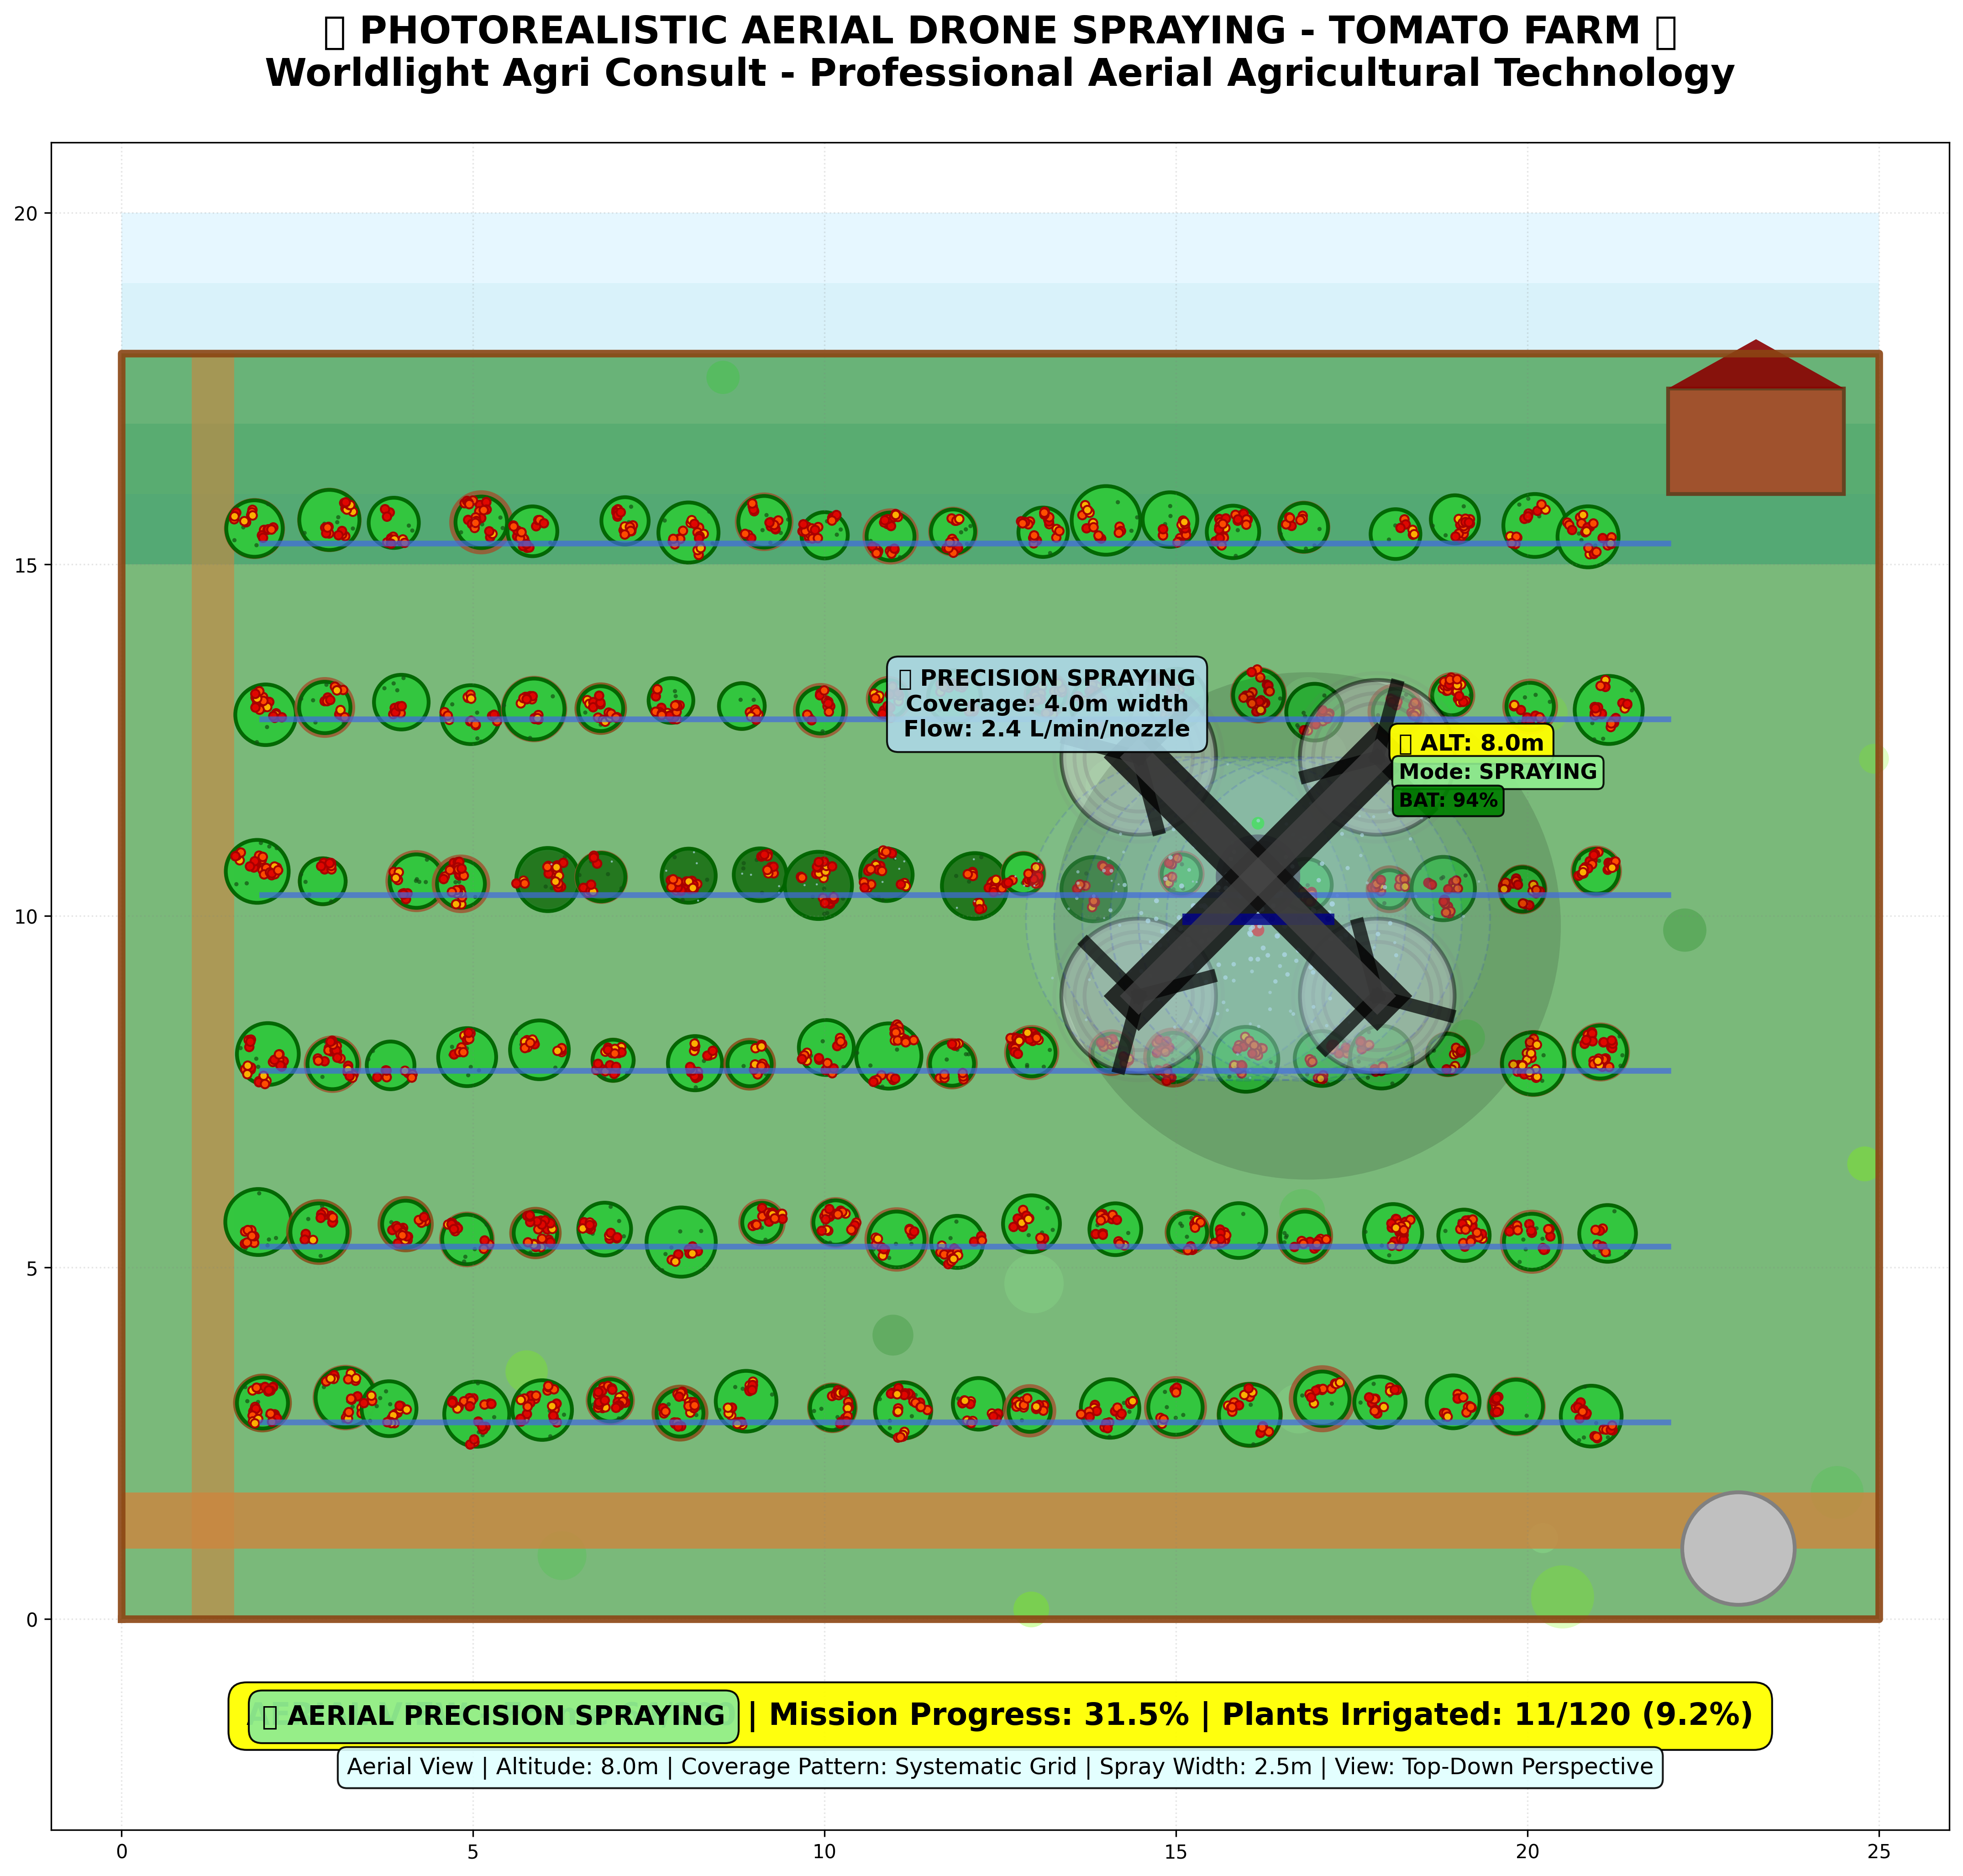 PHOTOREALISTIC AERIAL DRONE SPRAYING - TOMATO FARM
Worldlight Agri Consult - Professional Aerial Agricultural Technology
20
15
10
5
0
PRECISION SPRAYING
Coverage: 4.0m width
Flow: 2.4 L/min/nozzle
ALT: 8.0m
Mode: SPRAYING
BAT: 94%
AERIAL PRECISION SPRAYING | Mission Progress: 31.5% | Plants Irrigated: 11/120 (9.2%)
Aerial View | Altitude: 8.0m | Coverage Pattern: Systematic Grid | Spray Width: 2.5m | View: Top-Down Perspective
0 5 10 15 20 25